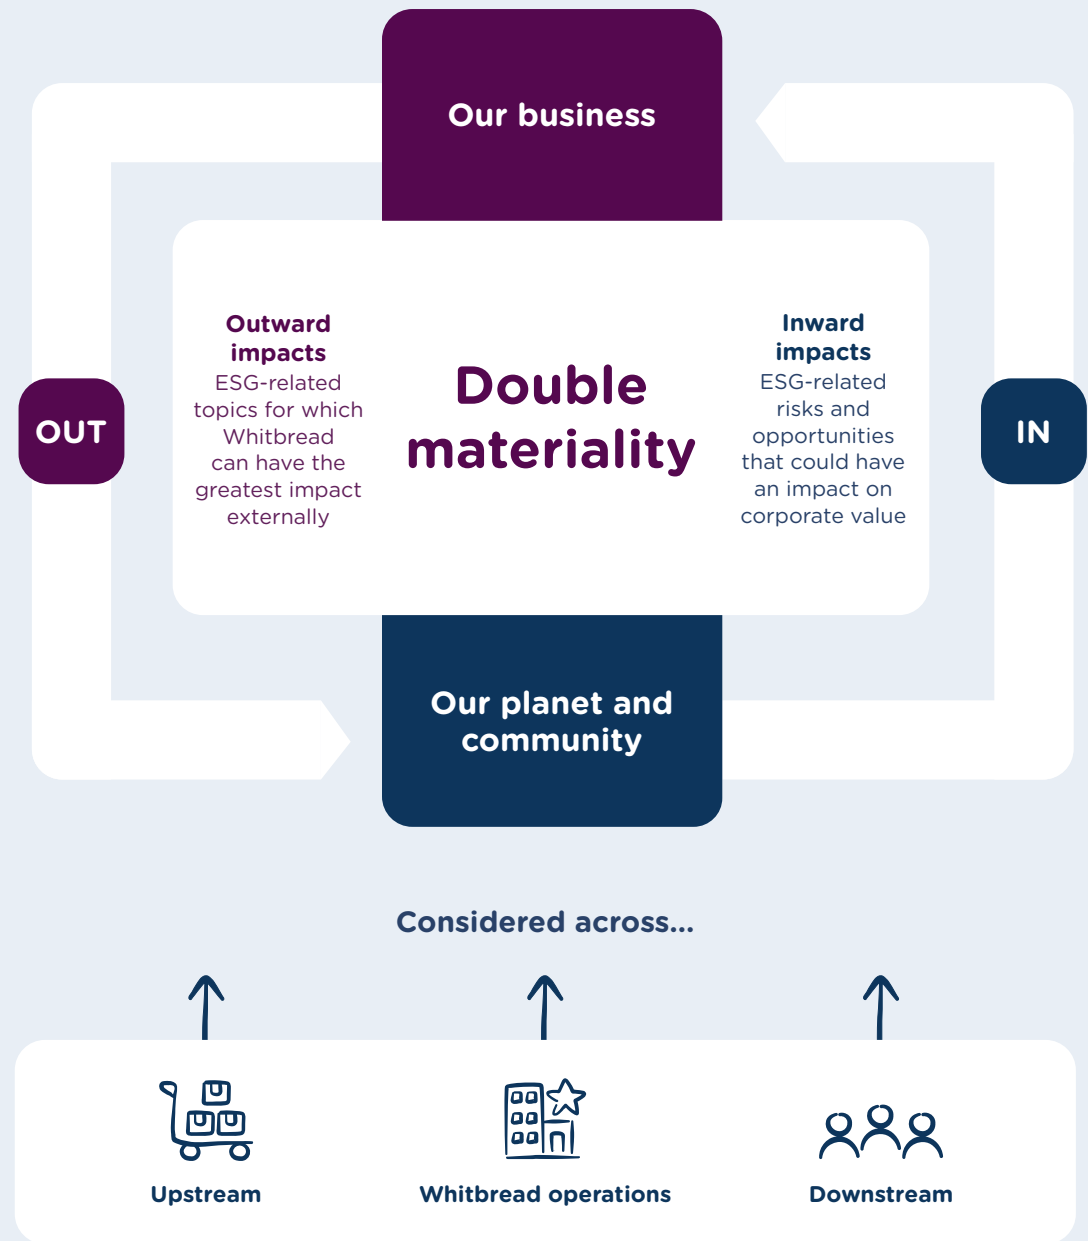 Our business
OUT
Outward
impacts
ESG-related
topics for which
Whitbread
can have the
greatest impact
externally
Double
materiality
Inward
impacts
ESG-related
risks and
opportunities
that could have
an impact on
corporate value
IN
Our planet and
community
Considered across...
Upstream
Whitbread operations
Downstream